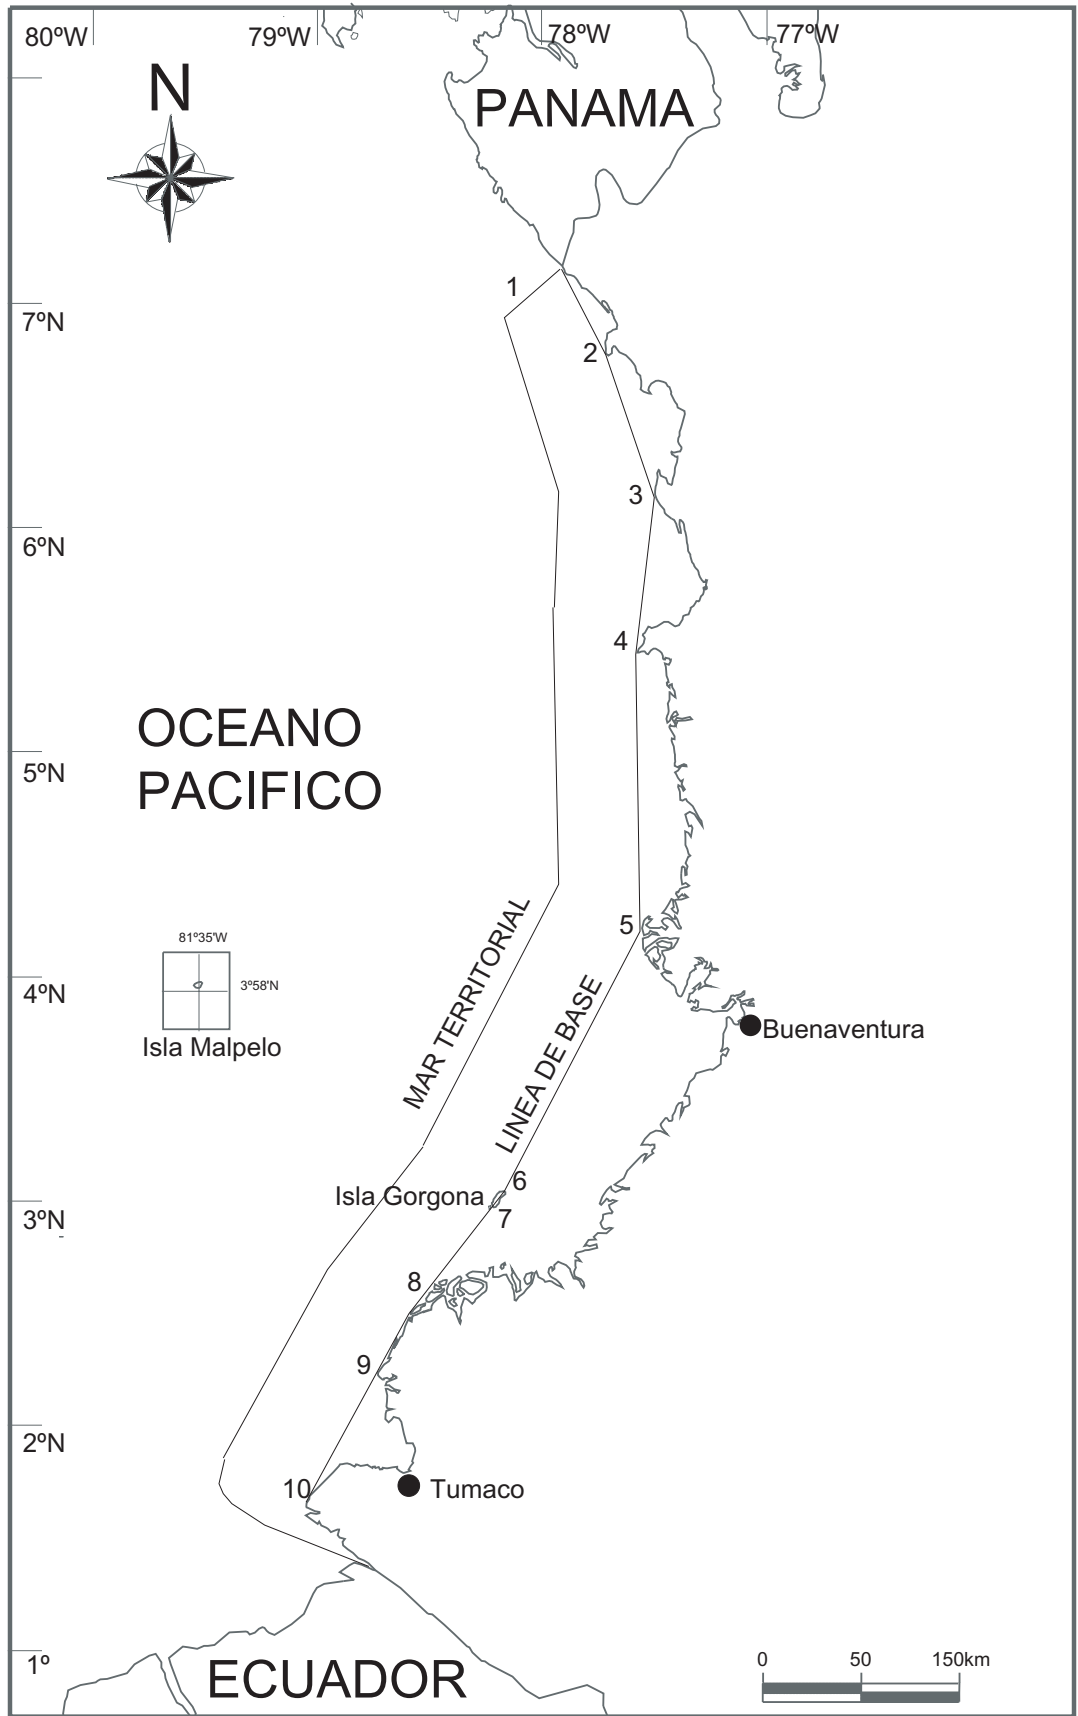 80ºW
79ºW
78ºW
77ºW
N
PANAMA
1
7ºN
2
3
6ºN
4
OCEANO
PACIFICO
5ºN
MAR TERRITORIAL
5
81º35'W
3º58'N
Isla Malpelo
4ºN
LINEA DE BASE
Buenaventura
6
Isla Gorgona
7
3ºN
8
9
2ºN
10
Tumaco
1º
ECUADOR
0 50 150km